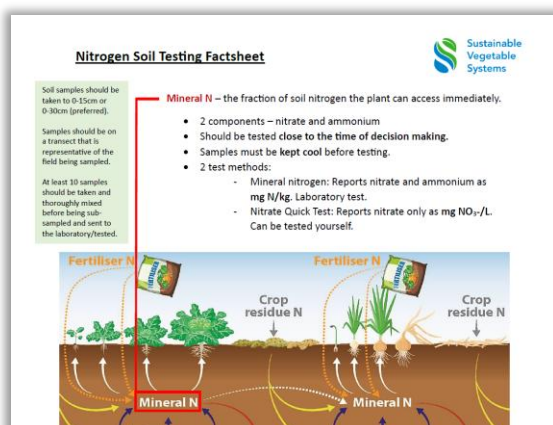 Nitrogen Soil Testing Factsheet
Sustainable
Vegetable
Systems
Soil samples should be
taken to 0-15cm or
0-30cm (preferred).
Samples should be on
a transect that is
representative of the
field being sampled.
At least 10 samples
should be taken and
thoroughly mixed
before being sub-
sampled and sent to
the laboratory/tested.
Mineral N – the fraction of soil nitrogen the plant can access immediately.
• 2 components – nitrate and ammonium
• Should be tested close to the time of decision making.
• Samples must be kept cool before testing.
• 2 test methods:
- Mineral nitrogen: Reports nitrate and ammonium as
mg N/kg. Laboratory test.
- Nitrate Quick Test: Reports nitrate only as mg NO₃-/L.
Can be tested yourself.
Fertiliser N
FERTILISER
Crop
residue N
Fertiliser N
FERTILISER
Crop
residue N
Mineral N
Mineral N